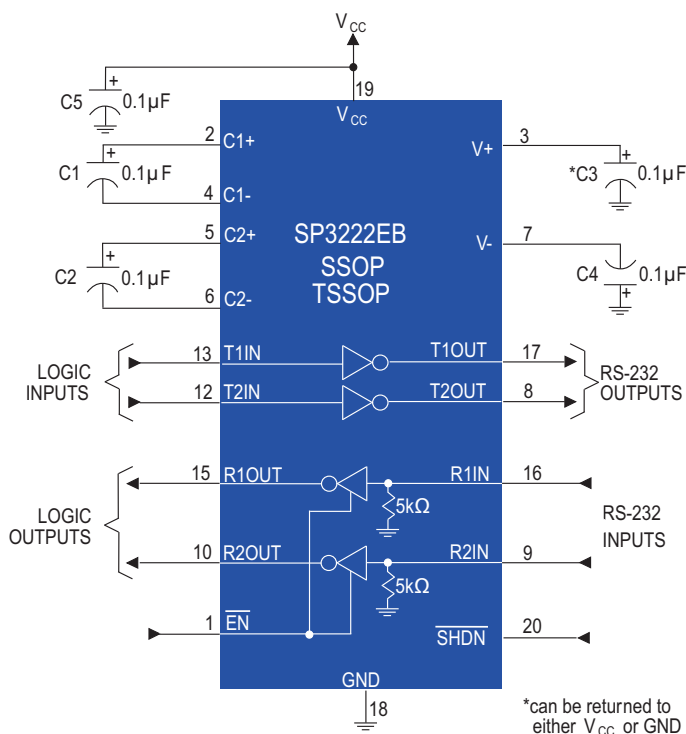 VCC
19
C5
+
0.1µF
VCC
2
C1+
C1
+
0.1µF
4
C1-
5
C2+
C2
+
0.1µF
6
C2-
V+
3
*C3
+
0.1µF
V-
7
C4
0.1µF
+
SP3222EB
SSOP
TSSOP
LOGIC
INPUTS
13
T1IN
T1OUT
17
12
T2IN
T2OUT
8
RS-232
OUTPUTS
LOGIC
OUTPUTS
15
R1OUT
R1IN
16
5kΩ
10
R2OUT
R2IN
9
5kΩ
RS-232
INPUTS
1
EN
SHDN
20
GND
18
*can be returned to
either VCC or GND